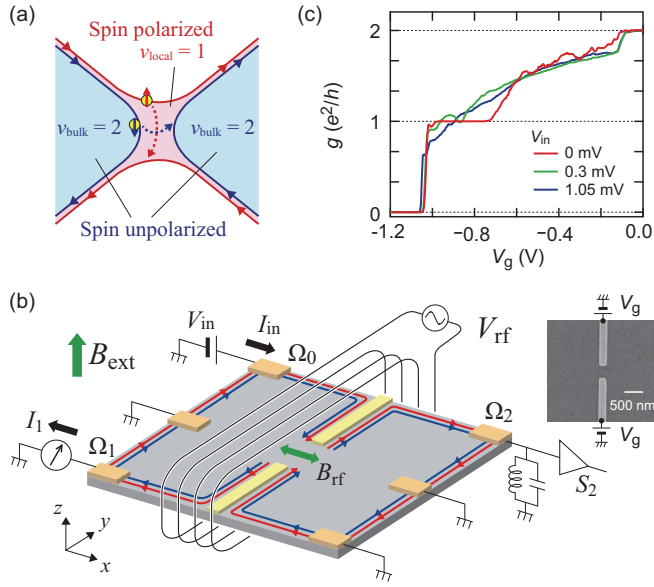 (a)
Spin polarized
νlocal = 1
νbulk = 2
νbulk = 2
Spin unpolarized
(c)
g (e²/h)
2
1
0
Vin
0 mV
0.3 mV
1.05 mV
-1.2
-0.8
-0.4
0.0
Vg (V)
(b)
Bext
Vin
Iin
Ω0
Vrf
I1
Ω1
Brf
Ω2
S2
z
y
x
Vg
500 nm
Vg